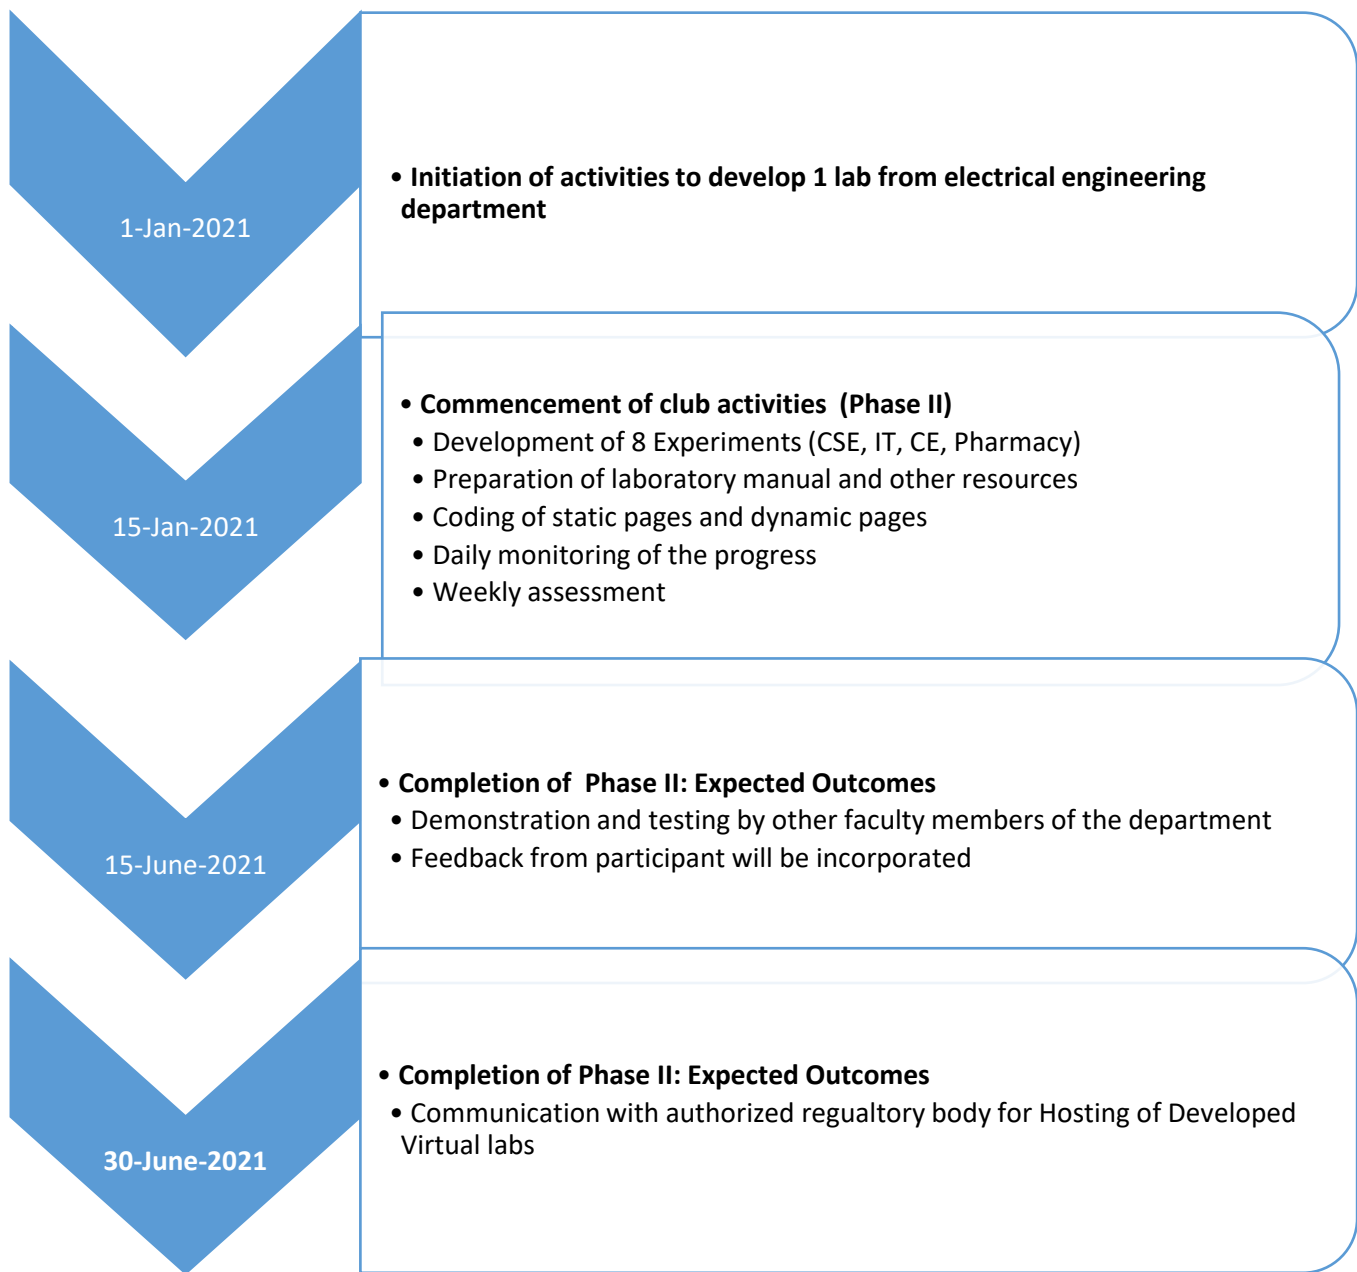 1-Jan-2021
• Initiation of activities to develop 1 lab from electrical engineering
department
15-Jan-2021
• Commencement of club activities (Phase II)
• Development of 8 Experiments (CSE, IT, CE, Pharmacy)
• Preparation of laboratory manual and other resources
• Coding of static pages and dynamic pages
• Daily monitoring of the progress
• Weekly assessment
15-June-2021
• Completion of Phase II: Expected Outcomes
• Demonstration and testing by other faculty members of the department
• Feedback from participant will be incorporated
30-June-2021
• Completion of Phase II: Expected Outcomes
• Communication with authorized regualtory body for Hosting of Developed
Virtual labs